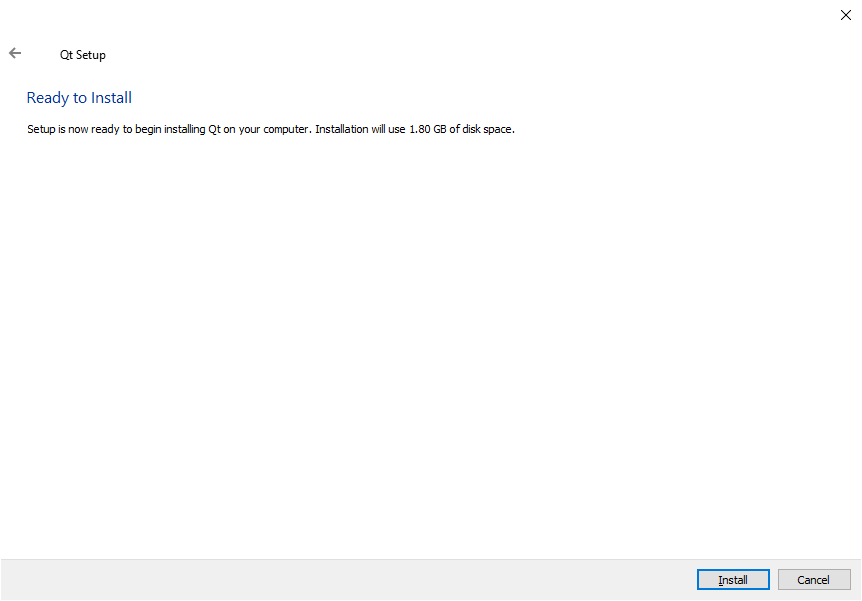 Qt Setup
Ready to Install
Setup is now ready to begin installing Qt on your computer. Installation will use 1.80 GB of disk space.
Install
Cancel